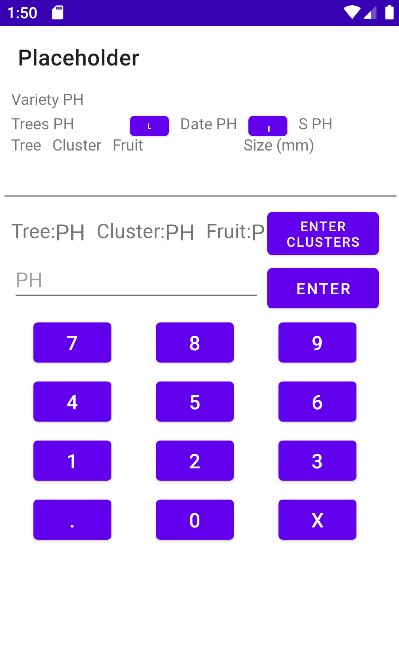 1:50
Placeholder
Variety PH
Trees PH L Date PH S PH
Tree Cluster Fruit Size (mm)
Tree:PH Cluster:PH Fruit:P ENTER CLUSTERS
PH ENTER
7 8 9
4 5 6
1 2 3
. 0 X